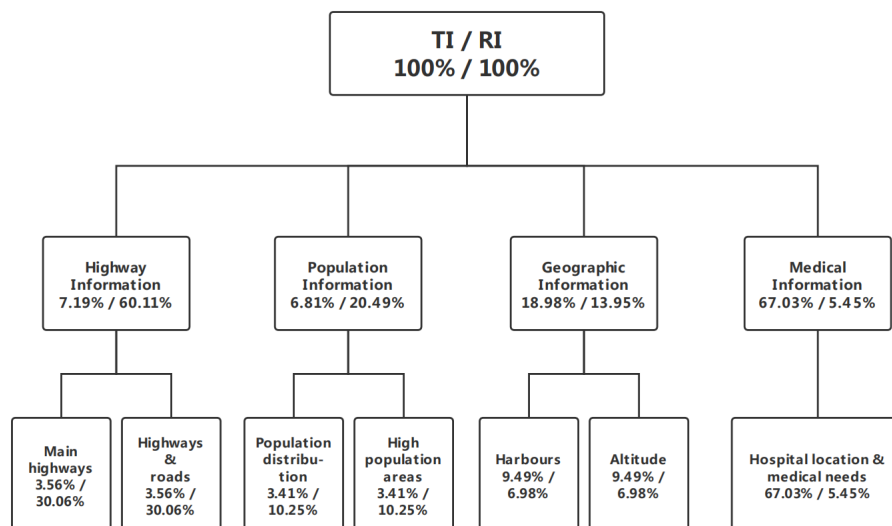 TI / RI
100% / 100%
Highway
Information
7.19% / 60.11%
Population
Information
6.81% / 20.49%
Geographic
Information
18.98% / 13.95%
Medical
Information
67.03% / 5.45%
Main
highways
3.56% /
30.06%
Highways
&
roads
3.56% /
30.06%
Population
distribu-
tion
3.41% /
10.25%
High
population
areas
3.41% /
10.25%
Harbours
9.49% /
6.98%
Altitude
9.49% /
6.98%
Hospital location &
medical needs
67.03% / 5.45%